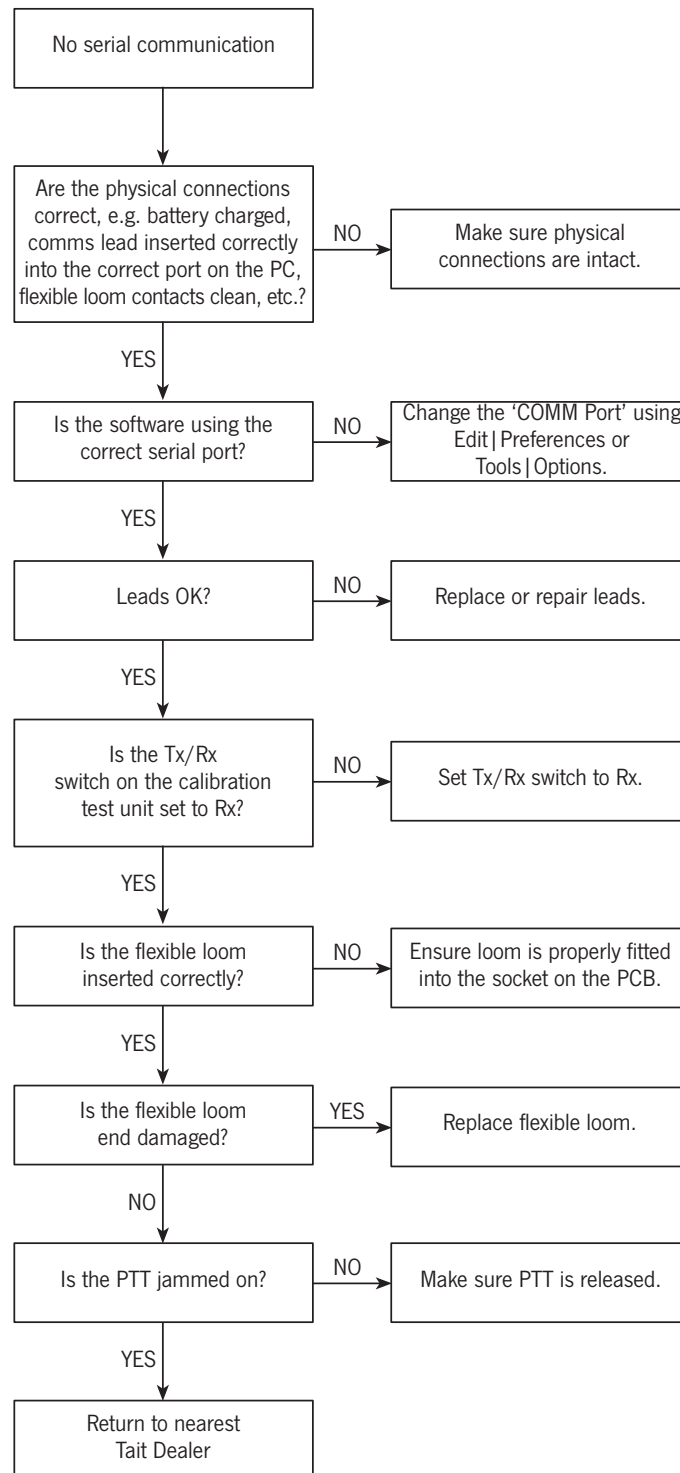 No serial communication
Are the physical connections
correct, e.g. battery charged,
comms lead inserted correctly
into the correct port on the PC,
flexible loom contacts clean, etc.?
NO
Make sure physical
connections are intact.
YES
Is the software using the
correct serial port?
NO
Change the ‘COMM Port’ using
Edit|Preferences or
Tools|Options.
YES
Leads OK?
NO
Replace or repair leads.
YES
Is the Tx/Rx
switch on the calibration
test unit set to Rx?
NO
Set Tx/Rx switch to Rx.
YES
Is the flexible loom
inserted correctly?
NO
Ensure loom is properly fitted
into the socket on the PCB.
YES
Is the flexible loom
end damaged?
YES
Replace flexible loom.
NO
Is the PTT jammed on?
NO
Make sure PTT is released.
YES
Return to nearest
Tait Dealer